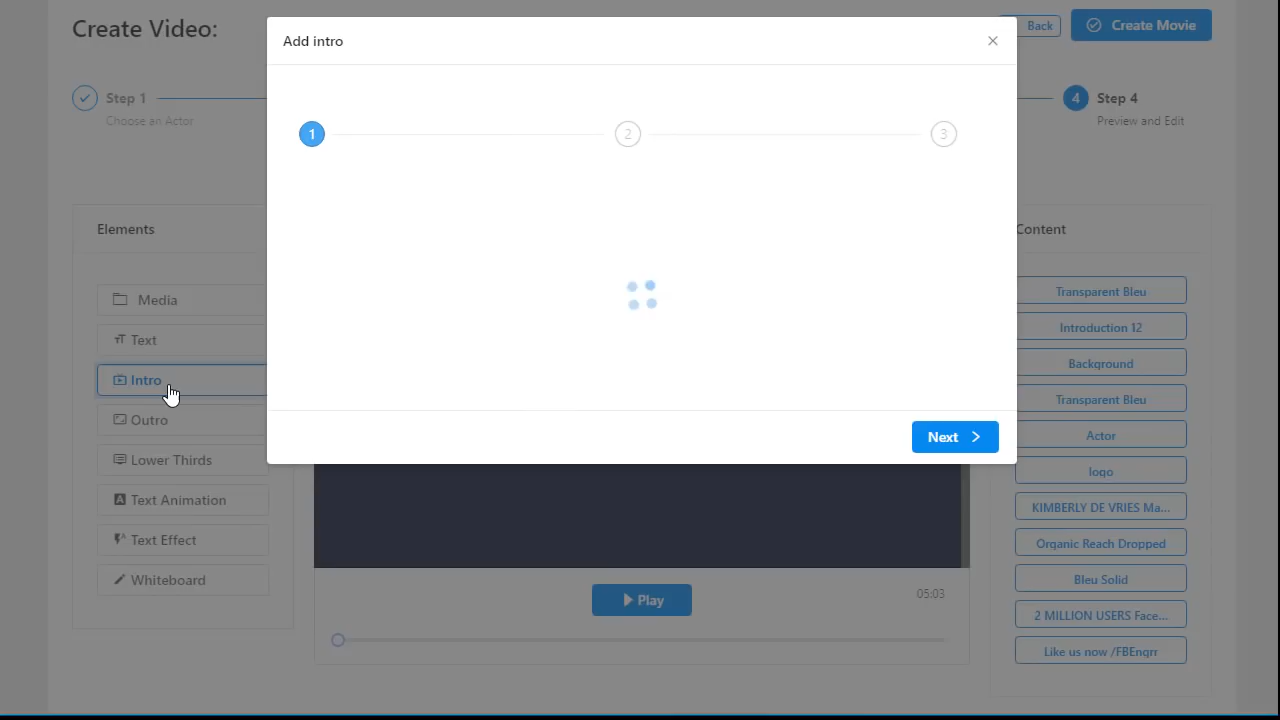 Create Video:
Add intro
Back
Create Movie
Step 1
Choose an Actor
1
2
3
4
Step 4
Preview and Edit
Elements
Media
Text
Intro
Outro
Lower Thirds
Text Animation
Text Effect
Whiteboard
Next
Play
05:03
Content
Transparent Bleu
Introduction 12
Background
Transparent Bleu
Actor
logo
KIMBERLY DE VRIES Ma...
Organic Reach Dropped
Bleu Solid
2 MILLION USERS Face...
Like us now /FBEngrr